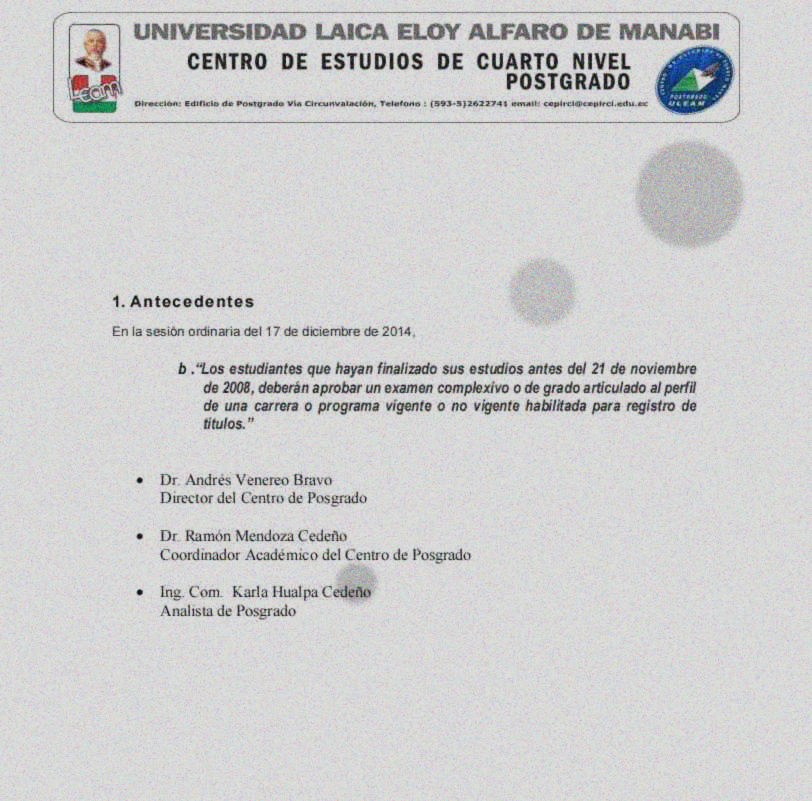 UNIVERSIDAD LAICA ELOY ALFARO DE MANABI
CENTRO DE ESTUDIOS DE CUARTO NIVEL
POSTGRADO
Dirección: Edificio de Postgrado Vía Circunvalación, Telefono : (593-5)2622741 email: cepirci@cepirci.edu.ec
POSTGRADO
ULEAM
1. Antecedentes
En la sesión ordinaria del 17 de diciembre de 2014,
b .“Los estudiantes que hayan finalizado sus estudios antes del 21 de noviembre
de 2008, deberán aprobar un examen complexivo o de grado articulado al perfil
de una carrera o programa vigente o no vigente habilitada para registro de
títulos.”
• Dr. Andrés Venereo Bravo
Director del Centro de Posgrado
• Dr. Ramón Mendoza Cedeño
Coordinador Académico del Centro de Posgrado
• Ing. Com. Karla Hualpa Cedeño
Analista de Posgrado